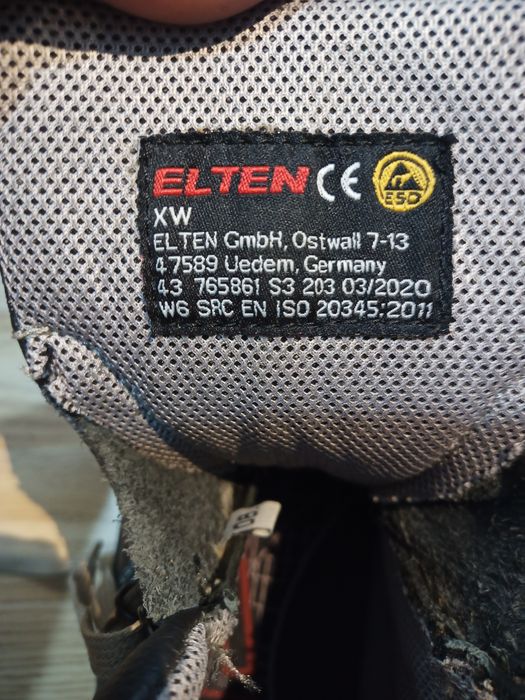 ELTEN CE ESD
XW
ELTEN GmbH, Ostwall 7-13
47589 Uedem, Germany
43 765861 S3 203 03/2020
W6 SRC EN ISO 20345:2011